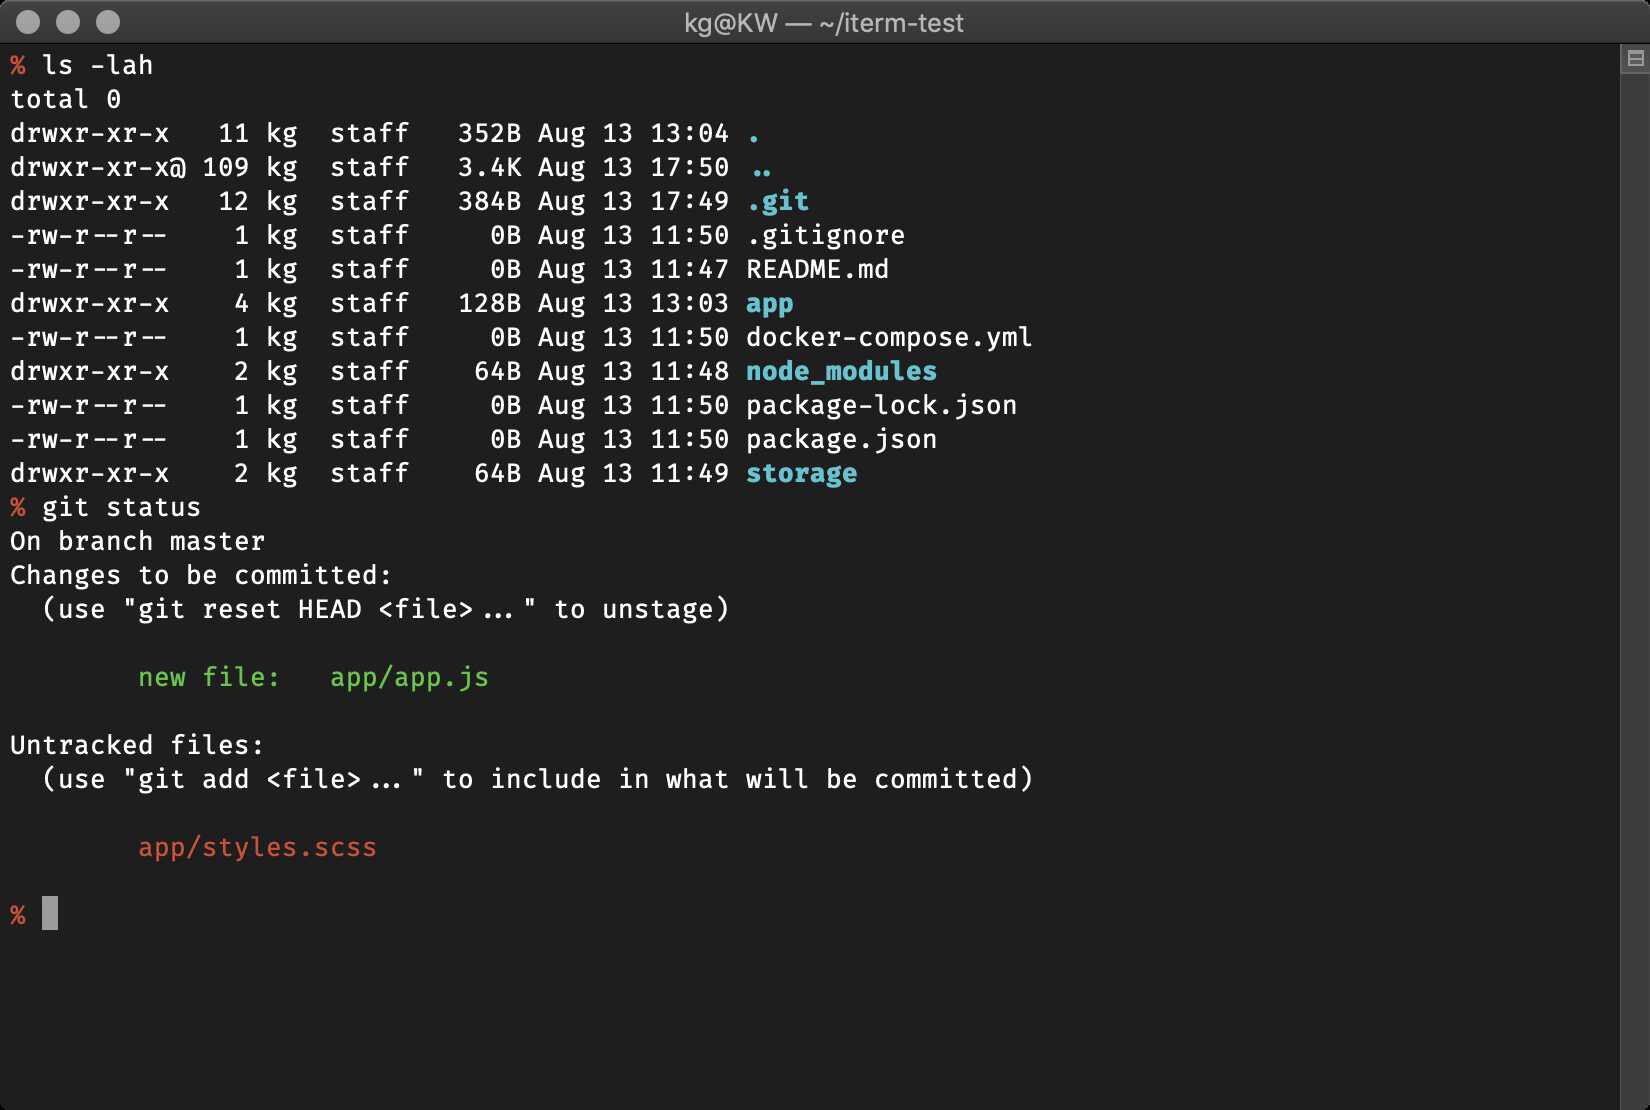 kg@KW — ~/iterm-test
% ls -lah
total 0
drwxr-xr-x   11 kg  staff   352B Aug 13 13:04 .
drwxr-xr-x@ 109 kg  staff   3.4K Aug 13 17:50 ..
drwxr-xr-x   12 kg  staff   384B Aug 13 17:49 .git
-rw-r--r--    1 kg  staff     0B Aug 13 11:50 .gitignore
-rw-r--r--    1 kg  staff     0B Aug 13 11:47 README.md
drwxr-xr-x    4 kg  staff   128B Aug 13 13:03 app
-rw-r--r--    1 kg  staff     0B Aug 13 11:50 docker-compose.yml
drwxr-xr-x    2 kg  staff    64B Aug 13 11:48 node_modules
-rw-r--r--    1 kg  staff     0B Aug 13 11:50 package-lock.json
-rw-r--r--    1 kg  staff     0B Aug 13 11:50 package.json
drwxr-xr-x    2 kg  staff    64B Aug 13 11:49 storage
% git status
On branch master
Changes to be committed:
  (use "git reset HEAD <file>..." to unstage)
        new file:   app/app.js
Untracked files:
  (use "git add <file>..." to include in what will be committed)
        app/styles.scss
%